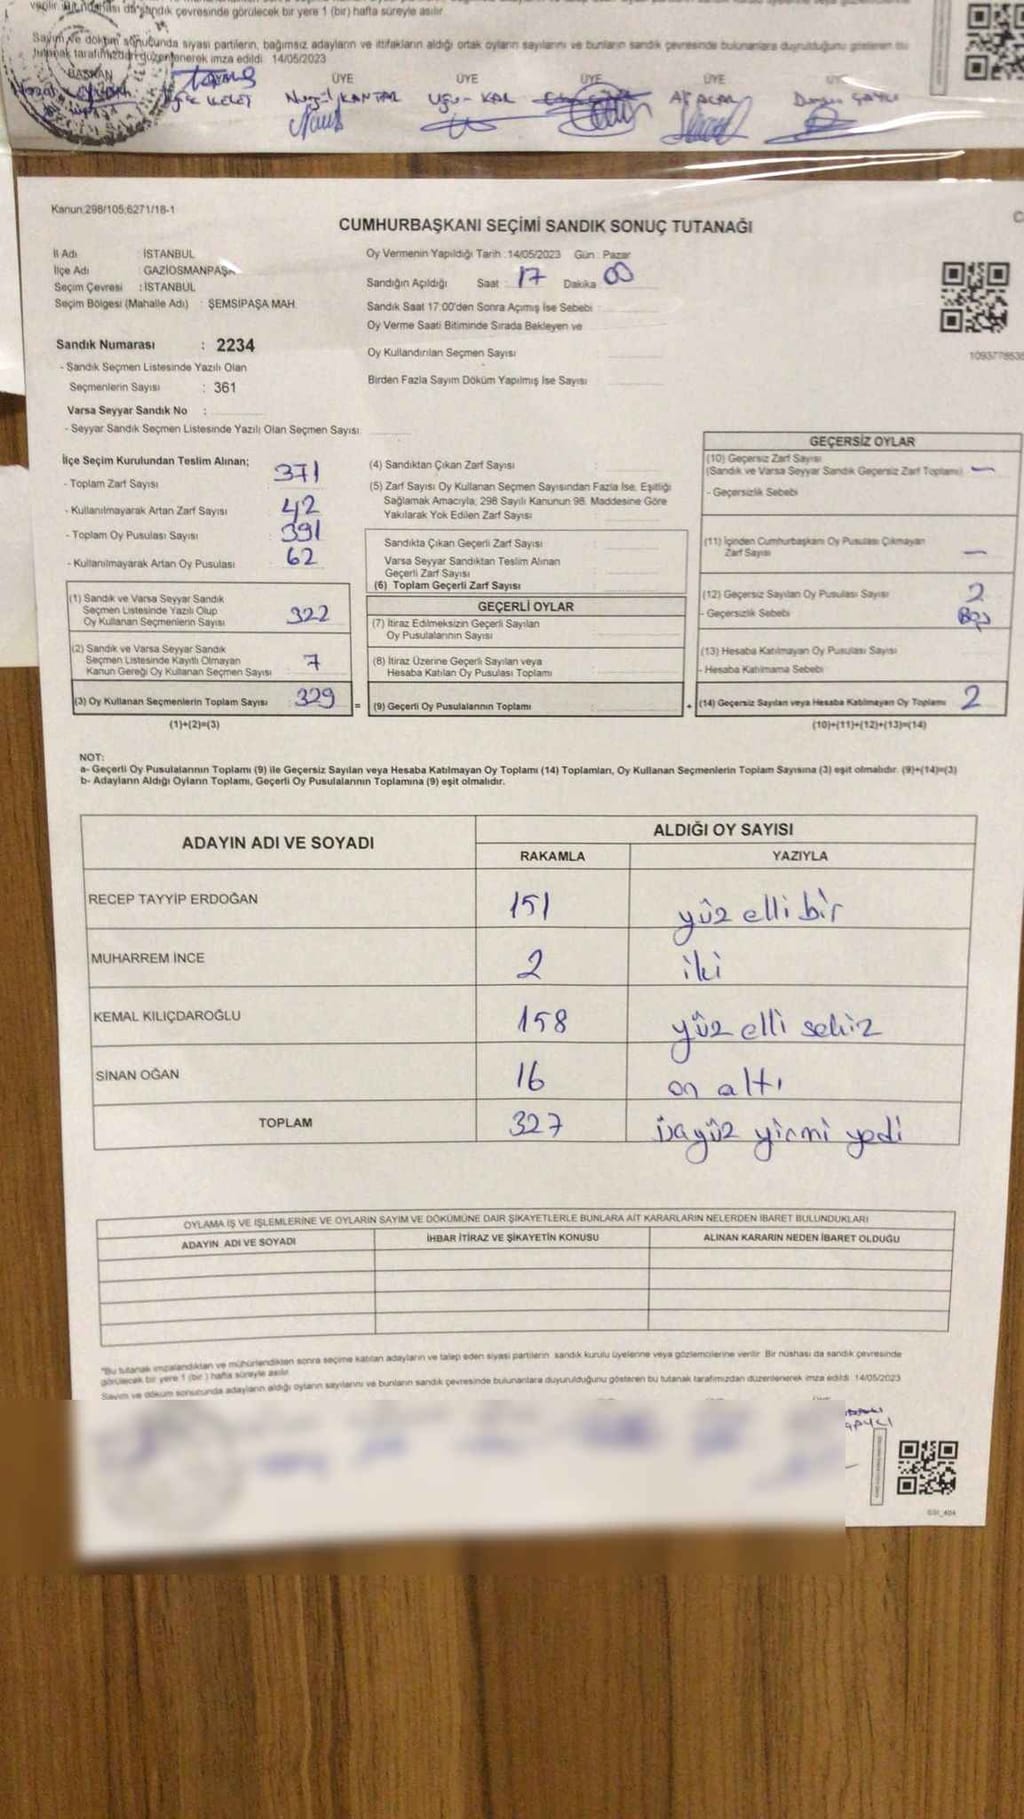 çevresinde görülecek bir yere 1 (bir) hafta süreyle asılır.
Sayım ve döküm sonucunda siyasi partilerin, bağımsız adayların ve ittifakların aldığı ortak oyların sayılarını ve bunların sandık çevresinde bulunanlara duyurulduğunu gösteren bu
tutanak tarafımızdan düzenlenerek imza edildi. 14/05/2023
BAŞKAN ÜYE ÜYE ÜYE ÜYE ÜYE
KANTAR
Kanun:298/105;6271/18-1
CUMHURBAŞKANI SEÇİMİ SANDIK SONUÇ TUTANAĞI
İl Adı İSTANBUL
İlçe Adı GAZİOSMANPAŞA
Seçim Çevresi : İSTANBUL
Seçim Bölgesi (Mahalle Adı) : ŞEMSİPAŞA MAH.
Oy Vermenin Yapıldığı Tarih :14/05/2023 Gün : Pazar
Sandığın Açıldığı Saat : 17 Dakika 00
Sandık Saat 17:00'den Sonra Açımış İse Sebebi :
Oy Verme Saati Bitiminde Sırada Bekleyen ve
Oy Kullandırılan Seçmen Sayısı
Birden Fazla Sayım Döküm Yapılmış İse Sayısı
Sandık Numarası : 2234
- Sandık Seçmen Listesinde Yazılı Olan
Seçmenlerin Sayısı : 361
Varsa Seyyar Sandık No :
- Seyyar Sandık Seçmen Listesinde Yazılı Olan Seçmen Sayısı
İlçe Seçim Kurulundan Teslim Alınan;
- Toplam Zarf Sayısı 371
- Kullanılmayarak Artan Zarf Sayısı 42
- Toplam Oy Pusulası Sayısı 391
- Kullanılmayarak Artan Oy Pusulası 62
(1) Sandık ve Varsa Seyyar Sandık
Seçmen Listesinde Yazılı Olup
Oy Kullanan Seçmenlerin Sayısı 322
(2) Sandık ve Varsa Seyyar Sandık
Seçmen Listesinde Kayıtlı Olmayan
Kanun Gereği Oy Kullanan Seçmen Sayısı 7
(3) Oy Kullanan Seçmenlerin Toplam Sayısı 329
(1)+(2)=(3)
(4) Sandıktan Çıkan Zarf Sayısı
(5) Zarf Sayısı Oy Kullanan Seçmen Sayısından Fazla İse, Eşitliği
Sağlamak Amacıyla; 298 Sayılı Kanunun 98. Maddesine Göre
Yakılarak Yok Edilen Zarf Sayısı
Sandıkta Çıkan Geçerli Zarf Sayısı
Varsa Seyyar Sandıktan Teslim Alınan
Geçerli Zarf Sayısı
(6) Toplam Geçerli Zarf Sayısı
GEÇERLİ OYLAR
(7) İtiraz Edilmeksizin Geçerli Sayılan
Oy Pusulalarının Sayısı
(8) İtiraz Üzerine Geçerli Sayılan veya
Hesaba Katılan Oy Pusulası Toplamı
= (9) Geçerli Oy Pusulalarının Toplamı
GEÇERSİZ OYLAR
(10) Geçersiz Zarf Sayısı
(Sandık ve Varsa Seyyar Sandık Geçersiz Zarf Toplamı) —
- Geçersizlik Sebebi
(11) İçinden Cumhurbaşkanı Oy Pusulası Çıkmayan
Zarf Sayısı —
(12) Geçersiz Sayılan Oy Pusulası Sayısı 2
- Geçersizlik Sebebi Boş
(13) Hesaba Katılmayan Oy Pusulası Sayısı
- Hesaba Katılmama Sebebi
+ (14) Geçersiz Sayılan veya Hesaba Katılmayan Oy Toplamı 2
(10)+(11)+(12)+(13)=(14)
NOT:
a- Geçerli Oy Pusulalarının Toplamı (9) ile Geçersiz Sayılan veya Hesaba Katılmayan Oy Toplamı (14) Toplamları, Oy Kullanan Seçmenlerin Toplam Sayısına (3) eşit olmalıdır. (9)+(14)=(3)
b- Adayların Aldığı Oyların Toplamı, Geçerli Oy Pusulalarının Toplamına (9) eşit olmalıdır.
ADAYIN ADI VE SOYADI ALDIĞI OY SAYISI
RAKAMLA YAZIYLA
RECEP TAYYİP ERDOĞAN 151 yüz elli bir
MUHARREM İNCE 2 iki
KEMAL KILIÇDAROĞLU 158 yüz elli sekiz
SİNAN OĞAN 16 on altı
TOPLAM 327 üçyüz yirmi yedi
OYLAMA İŞ VE İŞLEMLERİNE VE OYLARIN SAYIM VE DÖKÜMÜNE DAİR ŞİKAYETLERLE BUNLARA AİT KARARLARIN NELERDEN İBARET BULUNDUKLARI
ADAYIN ADI VE SOYADI İHBAR İTİRAZ VE ŞİKAYETİN KONUSU ALINAN KARARIN NEDEN İBARET OLDUĞU
*Bu tutanak imzalandıktan ve mühürlendikten sonra seçime katılan adayların ve talep eden siyasi partilerin sandık kurulu üyelerine veya gözlemcilerine verilir. Bir nüshası da sandık çevresinde
görülecek bir yere 1 (bir ) hafta süreyle asılır.
Sayım ve döküm sonucunda adayların aldığı oyların sayılarını ve bunların sandık çevresinde bulunanlara duyurulduğunu gösteren bu tutanak tarafımızdan düzenlenerek imza edildi. 14/05/2023